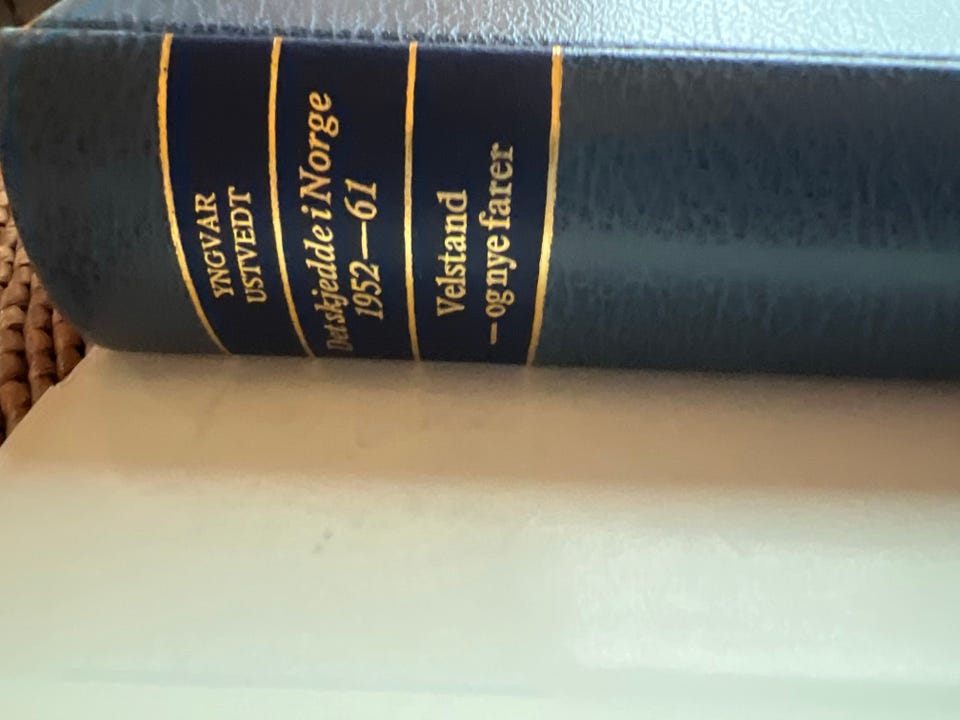 YNGVAR
USTVEDT
Det skjedde i Norge
1952—61
Velstand
—og nye farer